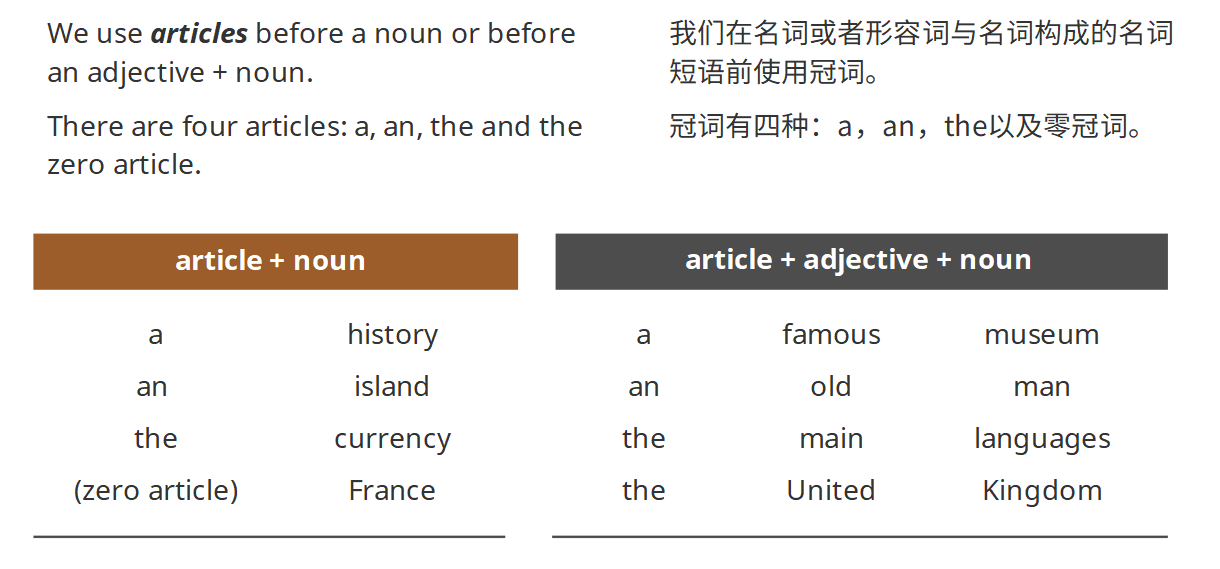 We use articles before a noun or before
an adjective + noun.
There are four articles: a, an, the and the
zero article.
我们在名词或者形容词与名词构成的名词
短语前使用冠词。
冠词有四种：a，an，the以及零冠词。
article + noun
a history
an island
the currency
(zero article) France
article + adjective + noun
a famous museum
an old man
the main languages
the United Kingdom